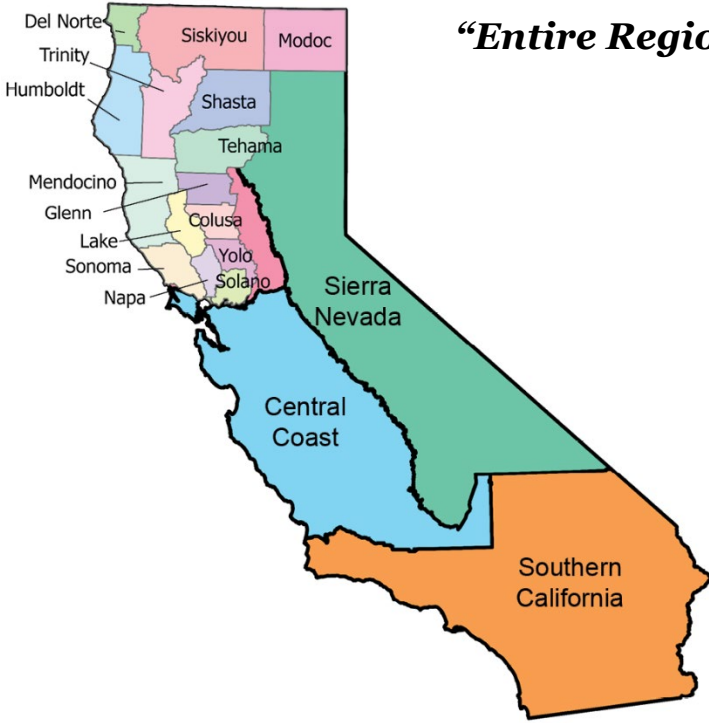 Del Norte
Siskiyou
Modoc
"Entire Regio
Trinity
Humboldt
Shasta
Tehama
Mendocino
Glenn
Colusa
Lake
Yolo
Sonoma
Solano
Napa
Sierra
Nevada
Central
Coast
Southern
California